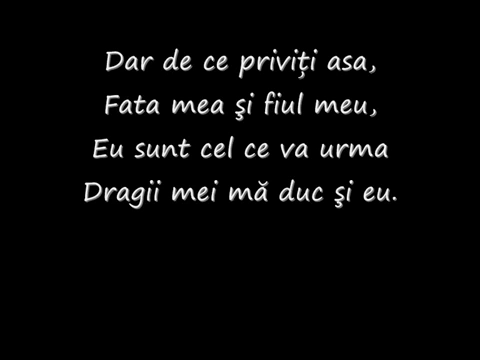 Dar de ce priviți asa,
Fata mea şi fiul meu,
Eu sunt cel ce va urma
Dragii mei mă duc şi eu.